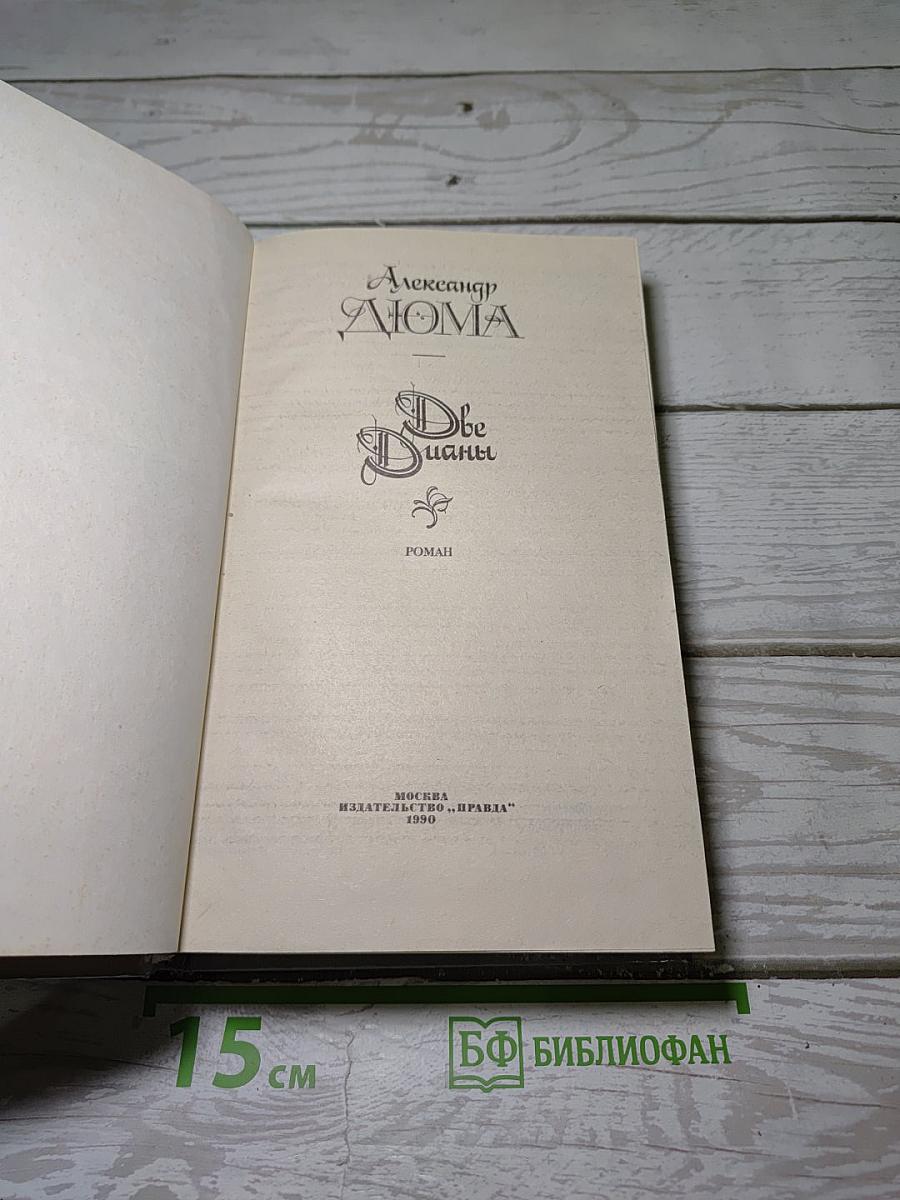 Александр
ДЮМА
Две
Дианы
РОМАН
МОСКВА
ИЗДАТЕЛЬСТВО „ПРАВДА“
1990
15 см
БФ БИБЛИОФАН